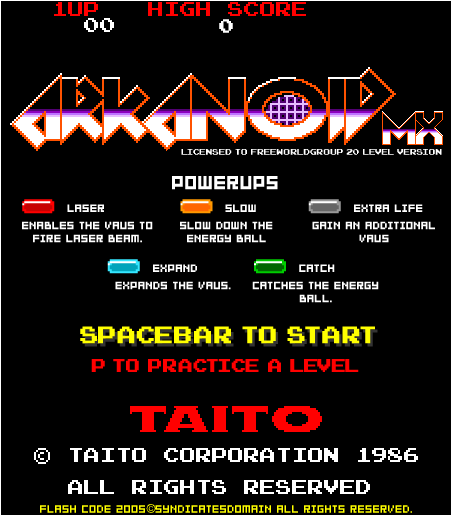 1UP HIGH SCORE
00 0
ARKANOID
MX
LICENSED TO FREEWORLDGROUP 20 LEVEL VERSION
POWERUPS
LASER SLOW EXTRA LIFE
ENABLES THE VAUS TO SLOW DOWN THE GAIN AN ADDITIONAL
FIRE LASER BEAM. ENERGY BALL VAUS
EXPAND CATCH
EXPANDS THE VAUS. CATCHES THE ENERGY
BALL.
SPACEBAR TO START
P TO PRACTICE A LEVEL
TAITO
© TAITO CORPORATION 1986
ALL RIGHTS RESERVED
FLASH CODE 2005©SYNDICATESDOMAIN ALL RIGHTS RESERVED.